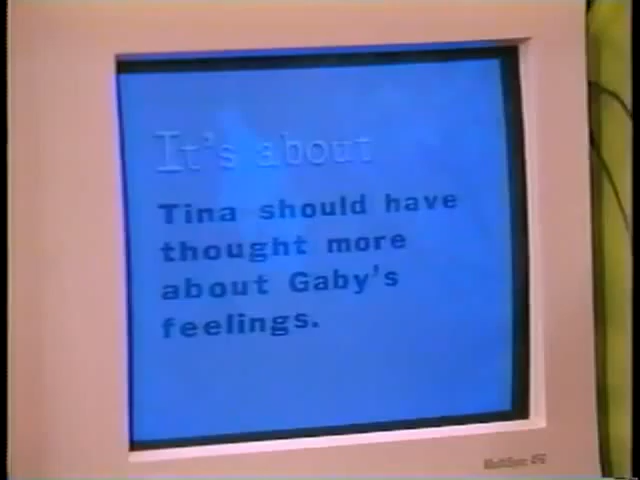 It's about
Tina should have
thought more
about Gaby's
feelings.